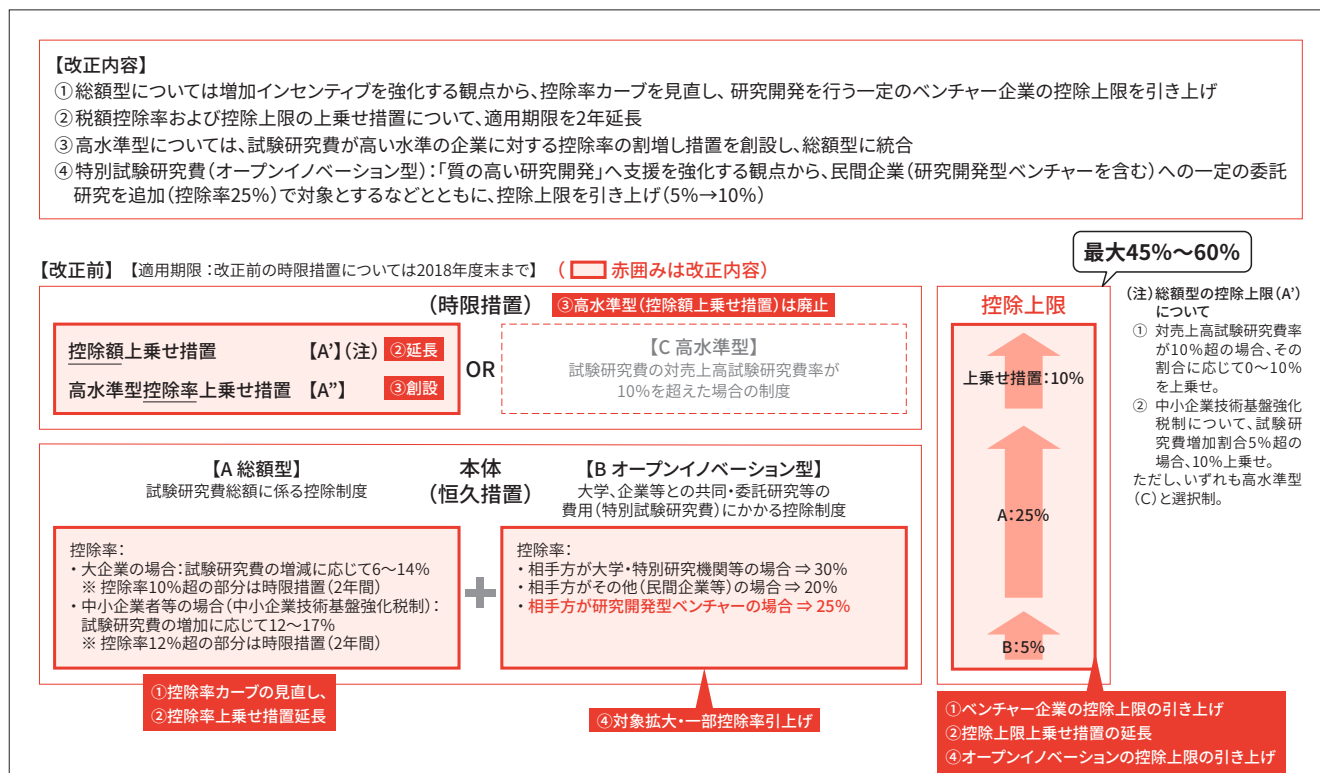 【改正内容】
①総額型については増加インセンティブを強化する観点から、控除率カーブを見直し、研究開発を行う一定のベンチャー企業の控除上限を引き上げ
②税額控除率および控除上限の上乗せ措置について、適用期限を2年延長
③高水準型については、試験研究費が高い水準の企業に対する控除率の割増し措置を創設し、総額型に統合
④特別試験研究費(オープンイノベーション型):「質の高い研究開発」へ支援を強化する観点から、民間企業(研究開発型ベンチャーを含む)への一定の委託
研究を追加(控除率25%)で対象とするなどとともに、控除上限を引き上げ(5%→10%)
【改正前】【適用期限:改正前の時限措置については2018年度末まで】 ( 赤囲みは改正内容)
(時限措置)
③高水準型(控除額上乗せ措置)は廃止
控除額上乗せ措置 【A’】(注) ②延長
高水準型控除率上乗せ措置 【A”】 ③創設
OR
【C 高水準型】
試験研究費の対売上高試験研究費率が
10%を超えた場合の制度
【A 総額型】
試験研究費総額に係る控除制度
本体
(恒久措置)
【B オープンイノベーション型】
大学、企業等との共同・委託研究等の
費用(特別試験研究費)にかかる控除制度
控除率:
・大企業の場合:試験研究費の増減に応じて6~14%
※ 控除率10%超の部分は時限措置(2年間)
・中小企業者等の場合(中小企業技術基盤強化税制):
試験研究費の増加に応じて12~17%
※ 控除率12%超の部分は時限措置(2年間)
控除率:
・相手方が大学・特別研究機関等の場合 ⇒ 30%
・相手方がその他(民間企業等)の場合 ⇒ 20%
・相手方が研究開発型ベンチャーの場合 ⇒ 25%
①控除率カーブの見直し、
②控除率上乗せ措置延長
④対象拡大・一部控除率引上げ
最大45%~60%
控除上限
上乗せ措置:10%
A:25%
B:5%
①ベンチャー企業の控除上限の引き上げ
②控除上限上乗せ措置の延長
④オープンイノベーションの控除上限の引き上げ
(注)総額型の控除上限(A’)
について
① 対売上高試験研究費率
が10%超の場合、その
割合に応じて0~10%
を上乗せ。
② 中小企業技術基盤強化
税制について、試験研
究費増加割合5%超の
場合、10%上乗せ。
ただし、いずれも高水準型
(C)と選択制。